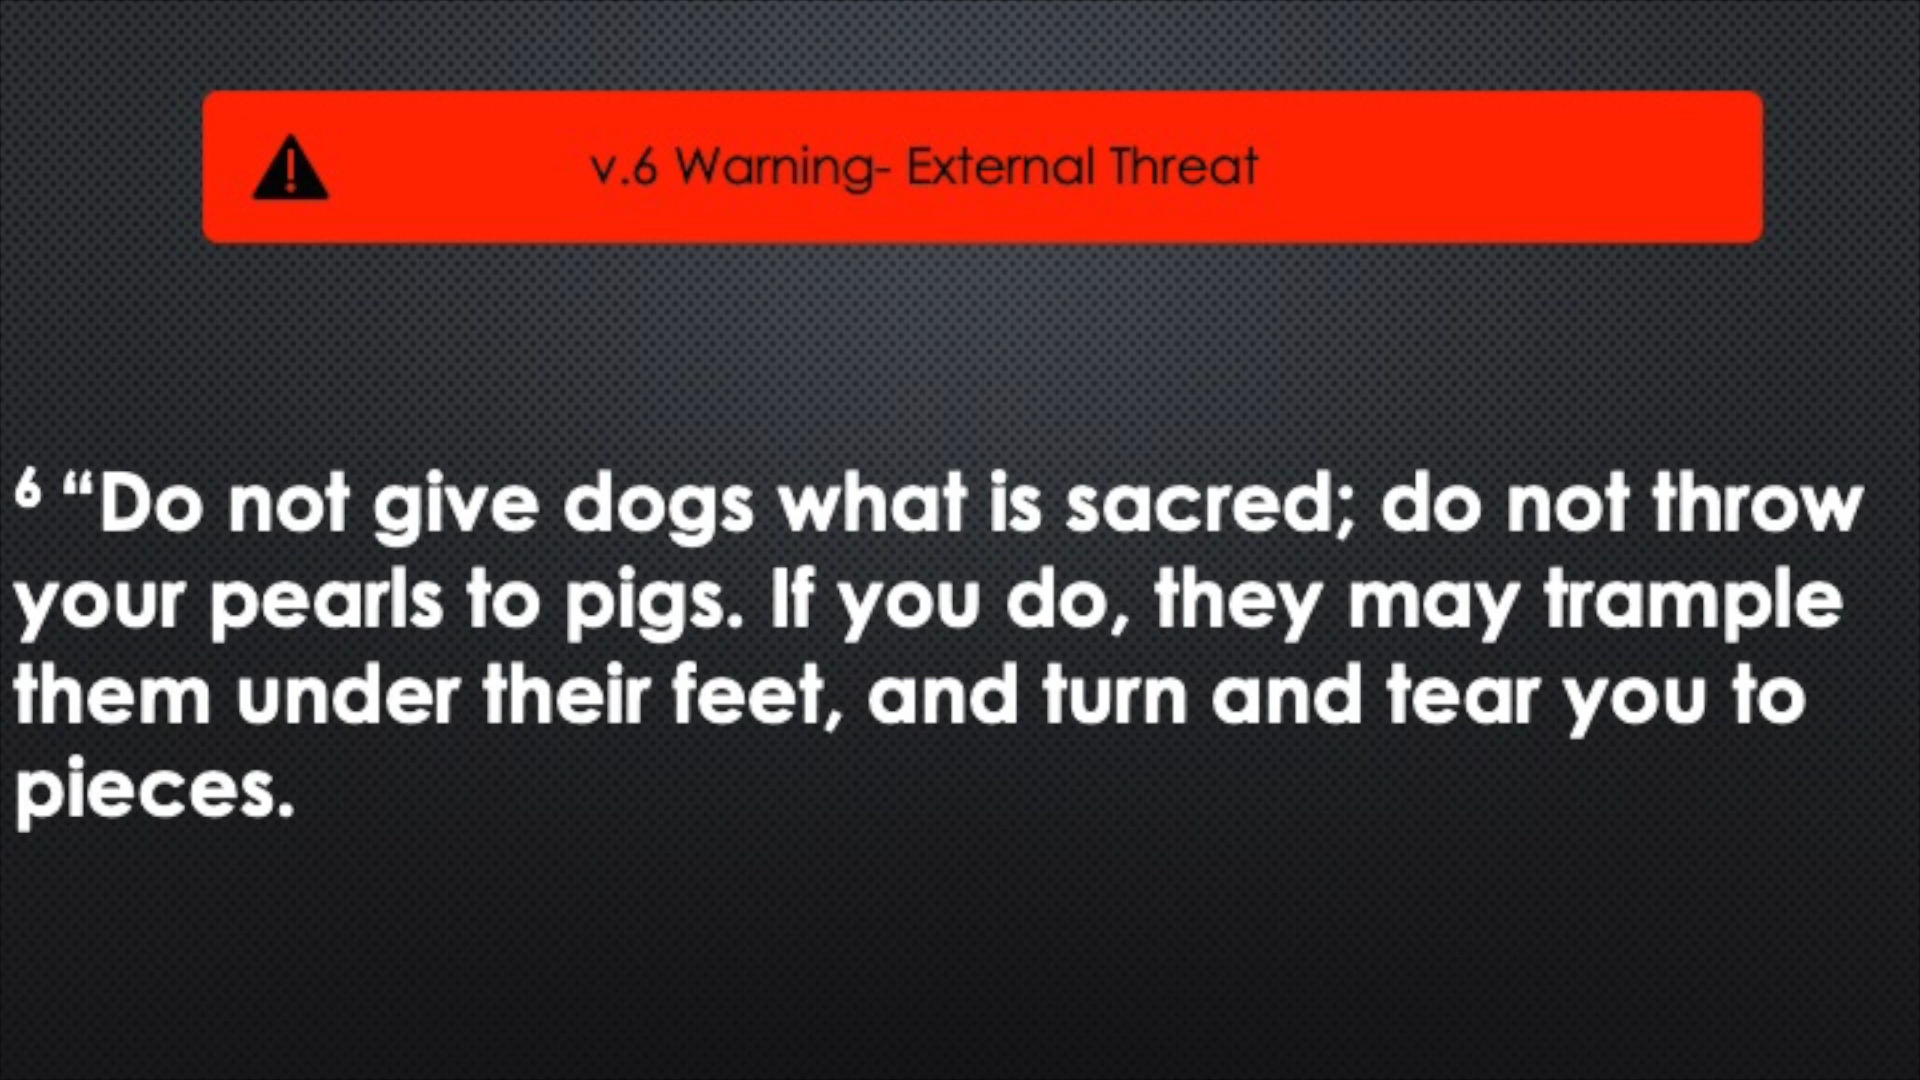 v.6 Warning- External Threat
6 “Do not give dogs what is sacred; do not throw
your pearls to pigs. If you do, they may trample
them under their feet, and turn and tear you to
pieces.